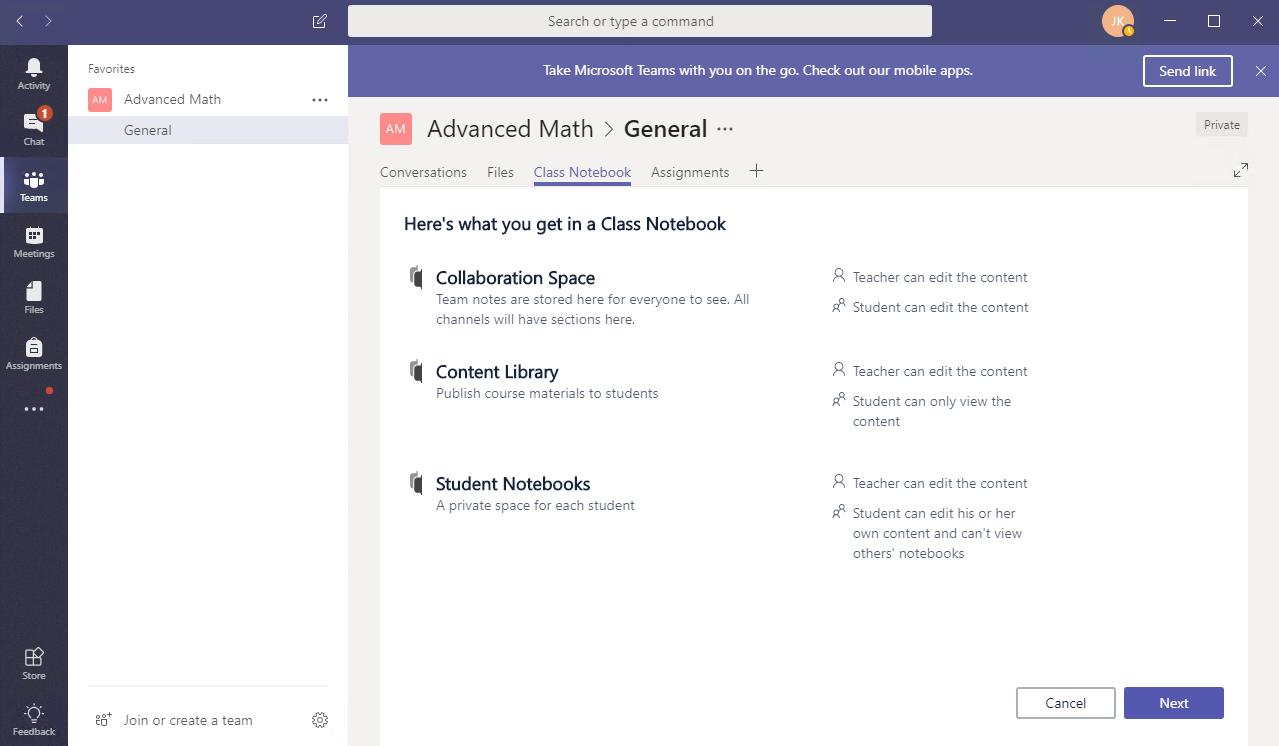 Search or type a command
JK
Activity
1
Chat
Teams
Meetings
Files
Assignments
Store
Feedback
Favorites
AM Advanced Math
General
Join or create a team
Take Microsoft Teams with you on the go. Check out our mobile apps.
Send link
AM Advanced Math > General
Private
Conversations Files Class Notebook Assignments
Here's what you get in a Class Notebook
Collaboration Space
Team notes are stored here for everyone to see. All
channels will have sections here.
Teacher can edit the content
Student can edit the content
Content Library
Publish course materials to students
Teacher can edit the content
Student can only view the
content
Student Notebooks
A private space for each student
Teacher can edit the content
Student can edit his or her
own content and can't view
others' notebooks
Cancel
Next